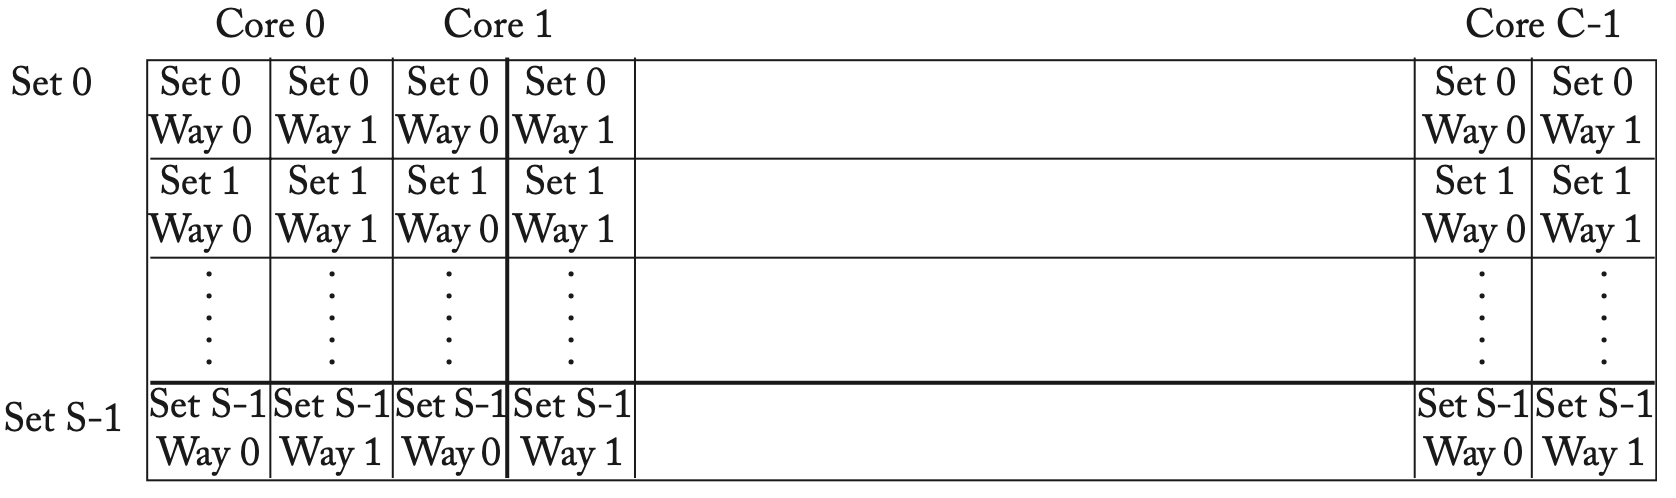 Core 0 Core 1 Core C-1
Set 0 Set 0 Set 0 Set 0 Set 0 Set 0 Set 0
Way 0 Way 1 Way 0 Way 1 Way 0 Way 1
Set 1 Set 1 Set 1 Set 1 Set 1 Set 1
Way 0 Way 1 Way 0 Way 1 Way 0 Way 1
Set S-1 Set S-1 Set S-1 Set S-1 Set S-1 Set S-1 Set S-1
Way 0 Way 1 Way 0 Way 1 Way 0 Way 1